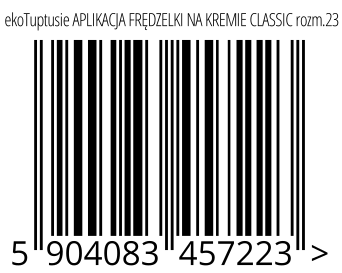 ekoTuptusie APLIKACJA FRĘDZELKI NA KREMIE CLASSIC rozm.23
5 904083 457223 >